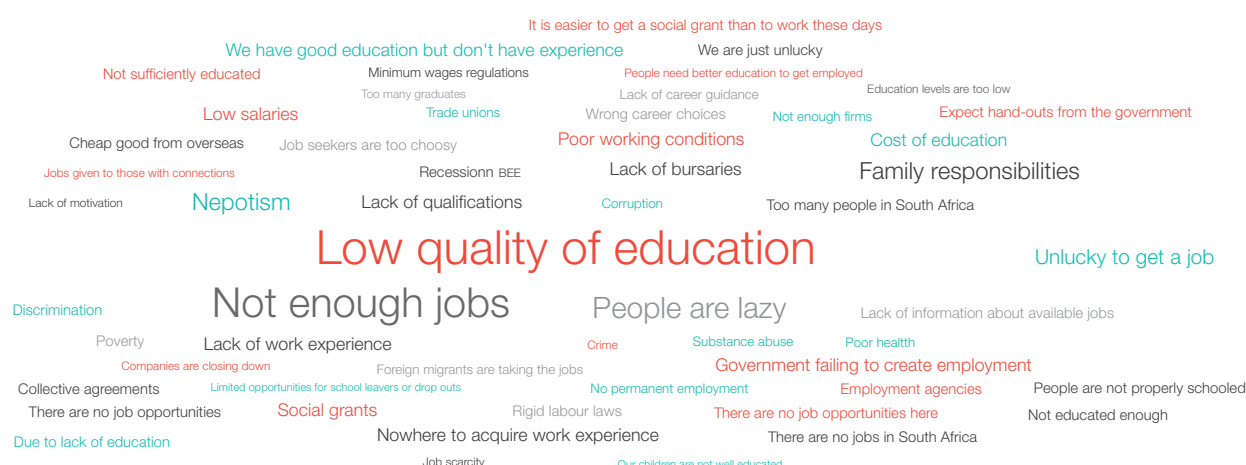 It is easier to get a social grant than to work these days
We have good education but don't have experience We are just unlucky
Not sufficiently educated Minimum wages regulations People need better education to get employed
Too many graduates Lack of career guidance Education levels are too low
Low salaries Trade unions Wrong career choices Not enough firms Expect hand-outs from the government
Cheap good from overseas Job seekers are too choosy Poor working conditions Cost of education
Jobs given to those with connections Recessionn BEE Lack of bursaries Family responsibilities
Lack of motivation Nepotism Lack of qualifications Corruption Too many people in South Africa
Low quality of education Unlucky to get a job
Discrimination Not enough jobs People are lazy Lack of information about available jobs
Poverty Lack of work experience Crime Substance abuse Poor healtth
Companies are closing down Foreign migrants are taking the jobs Government failing to create employment
Collective agreements Limited opportunities for school leavers or drop outs No permanent employment Employment agencies People are not properly schooled
There are no job opportunities Social grants Rigid labour laws There are no job opportunities here Not educated enough
Due to lack of education Nowhere to acquire work experience There are no jobs in South Africa
Job scarcity Our children are not well educated